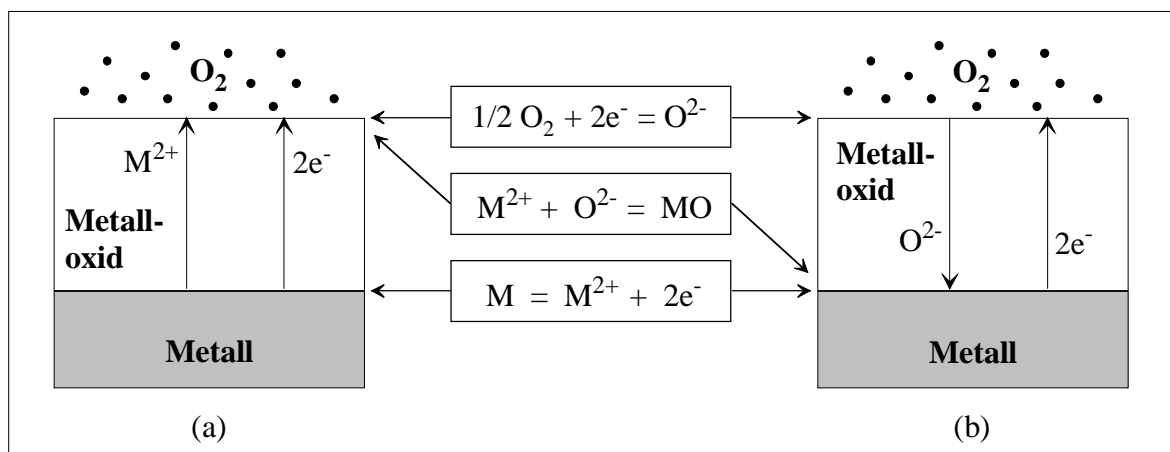 O₂
M²⁺
2e⁻
Metall-
oxid
Metall
(a)
1/2 O₂ + 2e⁻ = O²⁻
M²⁺ + O²⁻ = MO
M = M²⁺ + 2e⁻
O₂
Metall-
oxid
O²⁻
2e⁻
Metall
(b)